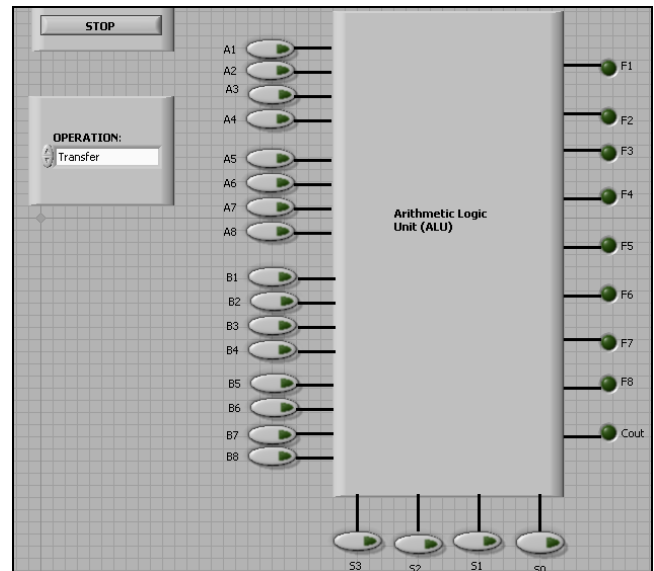 STOP
OPERATION:
Transfer
A1
A2
A3
A4
A5
A6
A7
A8
B1
B2
B3
B4
B5
B6
B7
B8
Arithmetic Logic
Unit (ALU)
F1
F2
F3
F4
F5
F6
F7
F8
Cout
S3
S2
S1
S0